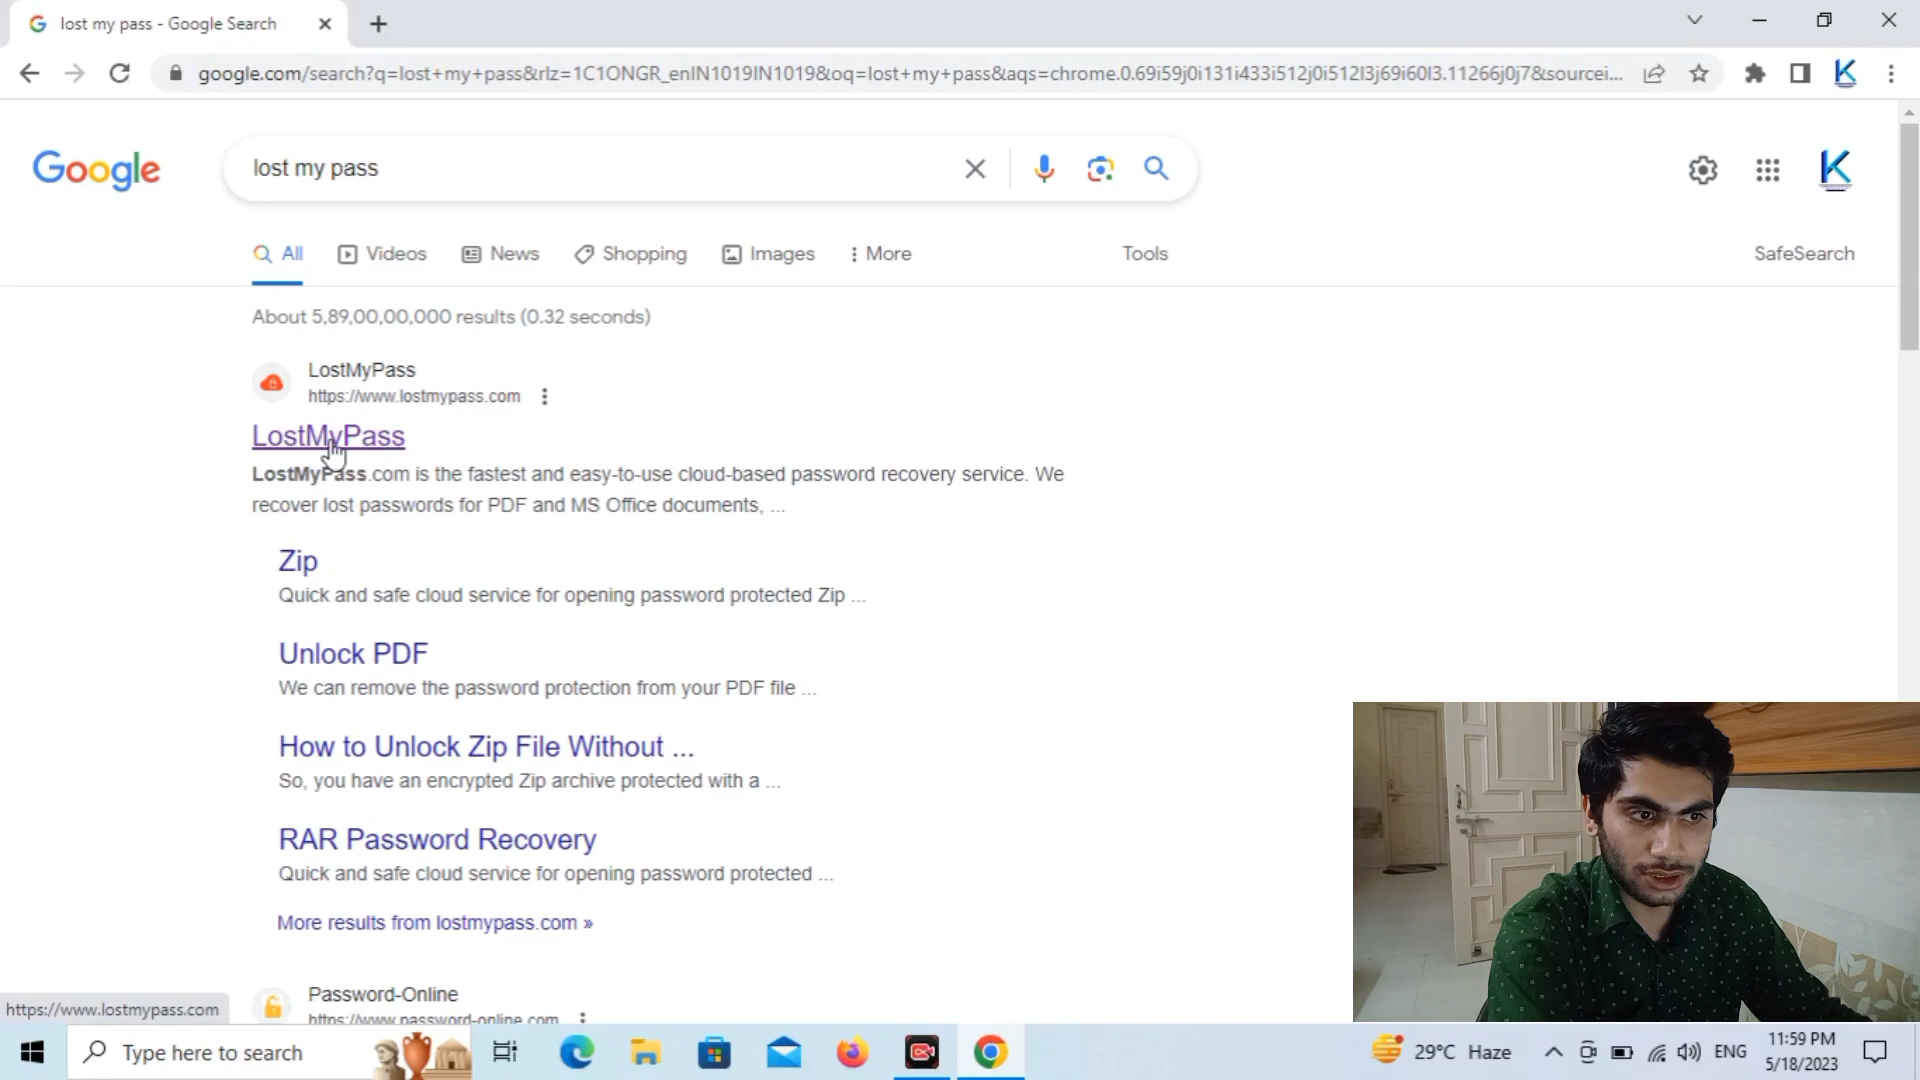 lost my pass - Google Search
google.com/search?q=lost+my+pass&rlz=1C1ONGR_enIN1019IN1019&oq=lost+my+pass&aqs=chrome.0.69i59j0i131i433i512j0i512l3j69i60l3.11266j0j7&sourcei...
Google
lost my pass
All
Videos
News
Shopping
Images
More
Tools
SafeSearch
About 5,89,00,00,000 results (0.32 seconds)
LostMyPass
https://www.lostmypass.com
LostMyPass
LostMyPass.com is the fastest and easy-to-use cloud-based password recovery service. We
recover lost passwords for PDF and MS Office documents, ...
Zip
Quick and safe cloud service for opening password protected Zip ...
Unlock PDF
We can remove the password protection from your PDF file ...
How to Unlock Zip File Without ...
So, you have an encrypted Zip archive protected with a ...
RAR Password Recovery
Quick and safe cloud service for opening password protected ...
More results from lostmypass.com »
Password-Online
https://www.password-online.com
https://www.lostmypass.com
Type here to search
29°C Haze
ENG
11:59 PM
5/18/2023